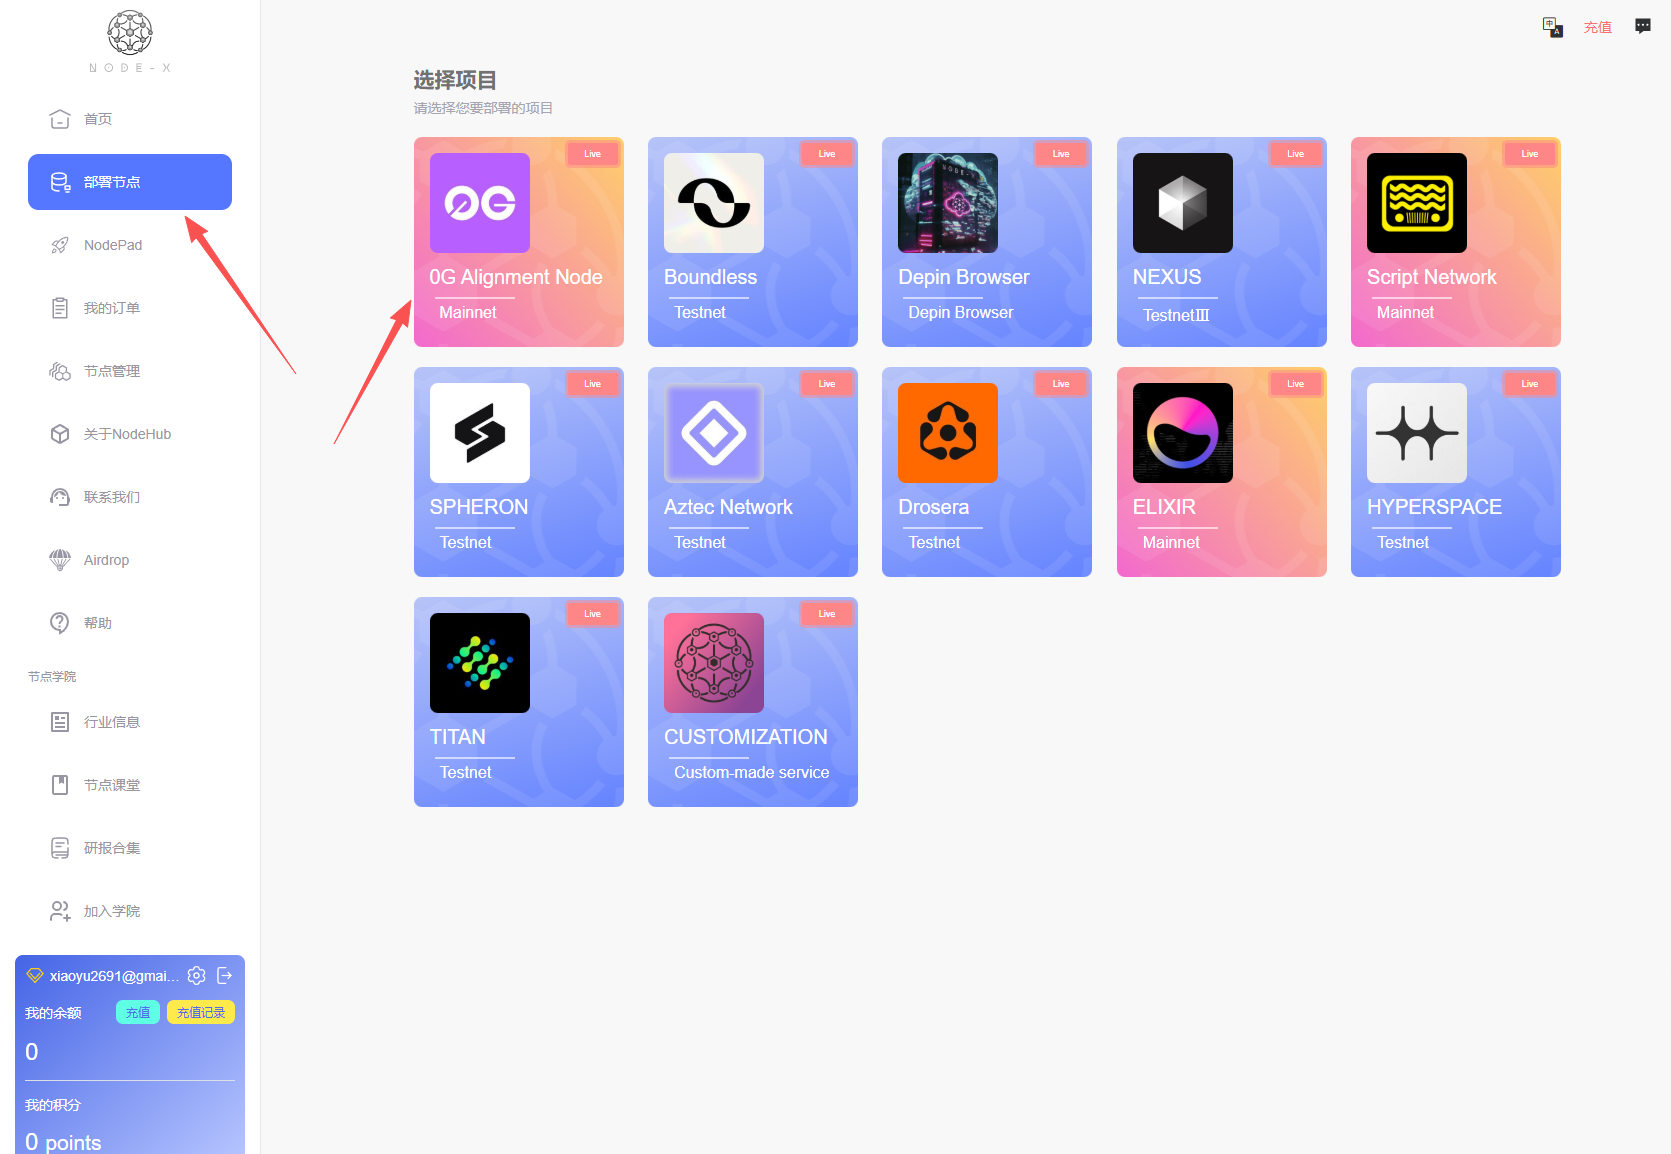 NODE-X
首页
部署节点
NodePad
我的订单
节点管理
关于NodeHub
联系我们
Airdrop
帮助
节点学院
行业信息
节点课堂
研报合集
加入学院
xiaoyu2691@gmai...
我的余额
充值
充值记录
0
我的积分
0 points
中
A
充值
选择项目
请选择您要部署的项目
Live
0G
0G Alignment Node
Mainnet
Live
Boundless
Testnet
Live
NODE-X
Depin Browser
Depin Browser
Live
NEXUS
TestnetⅢ
Live
Script Network
Mainnet
Live
SPHERON
Testnet
Live
Aztec Network
Testnet
Live
Drosera
Testnet
Live
ELIXIR
Mainnet
Live
HYPERSPACE
Testnet
Live
TITAN
Testnet
Live
CUSTOMIZATION
Custom-made service